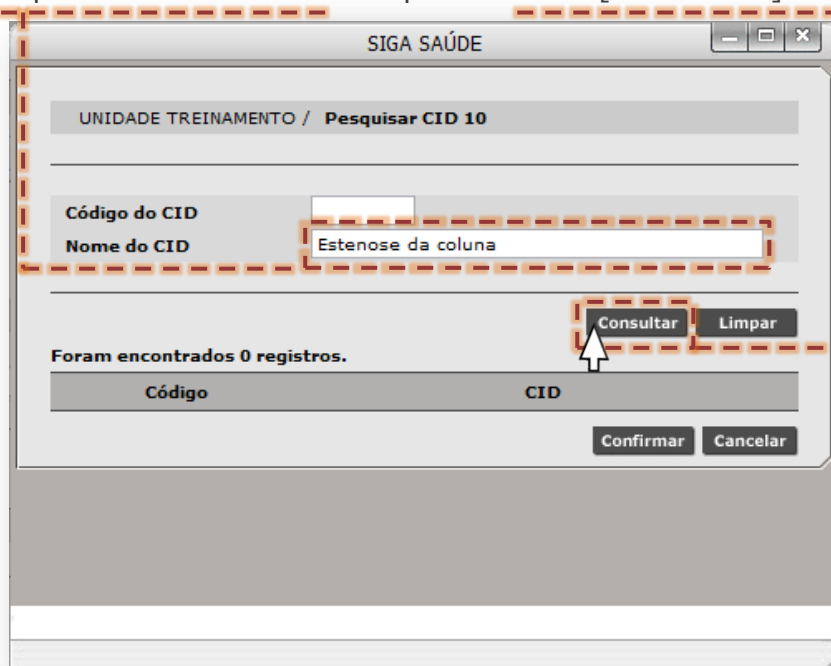 SIGA SAÚDE
UNIDADE TREINAMENTO / Pesquisar CID 10
Código do CID
Nome do CID Estenose da coluna
Consultar Limpar
Foram encontrados 0 registros.
Código CID
Confirmar Cancelar